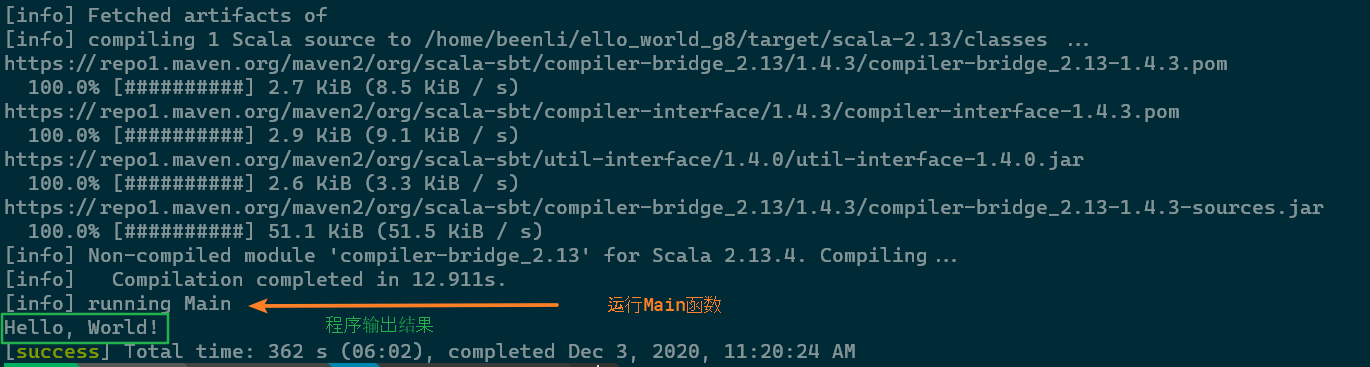 [info] Fetched artifacts of
[info] compiling 1 Scala source to /home/beenli/ello_world_g8/target/scala-2.13/classes ...
https://repo1.maven.org/maven2/org/scala-sbt/compiler-bridge_2.13/1.4.3/compiler-bridge_2.13-1.4.3.pom
100.0% [##########] 2.7 KiB (8.5 KiB / s)
https://repo1.maven.org/maven2/org/scala-sbt/compiler-interface/1.4.3/compiler-interface-1.4.3.pom
100.0% [##########] 2.9 KiB (9.1 KiB / s)
https://repo1.maven.org/maven2/org/scala-sbt/util-interface/1.4.0/util-interface-1.4.0.jar
100.0% [##########] 2.6 KiB (3.3 KiB / s)
https://repo1.maven.org/maven2/org/scala-sbt/compiler-bridge_2.13/1.4.3/compiler-bridge_2.13-1.4.3-sources.jar
100.0% [##########] 51.1 KiB (51.5 KiB / s)
[info] Non-compiled module 'compiler-bridge_2.13' for Scala 2.13.4. Compiling...
[info]   Compilation completed in 12.911s.
[info] running Main 运行Main函数
Hello, World! 程序输出结果
[success] Total time: 362 s (06:02), completed Dec 3, 2020, 11:20:24 AM